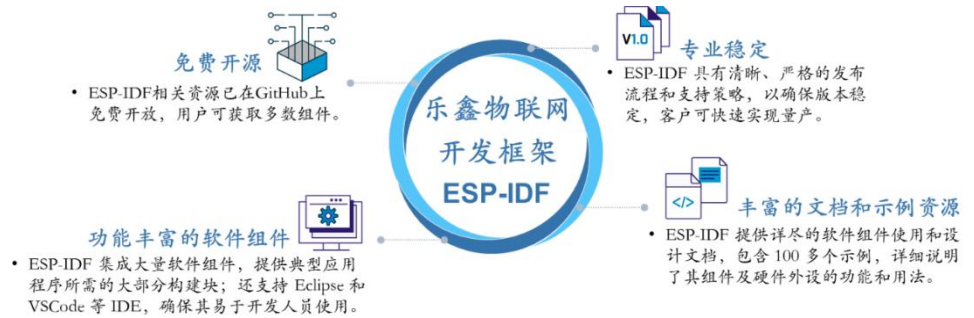 免费开源
• ESP-IDF相关资源已在GitHub上
免费开放，用户可获取多数组件。
V1.0
专业稳定
• ESP-IDF 具有清晰、严格的发布
流程和支持策略，以确保版本稳
定，客户可快速实现量产。
乐鑫物联网
开发框架
ESP-IDF
功能丰富的软件组件
• ESP-IDF 集成大量软件组件，提供典型应用
程序所需的大部分构建块；还支持 Eclipse 和
VSCode 等 IDE，确保其易于开发人员使用。
</>
丰富的文档和示例资源
• ESP-IDF 提供详尽的软件组件使用和设
计文档，包含 100 多个示例，详细说明
了其组件及硬件外设的功能和用法。